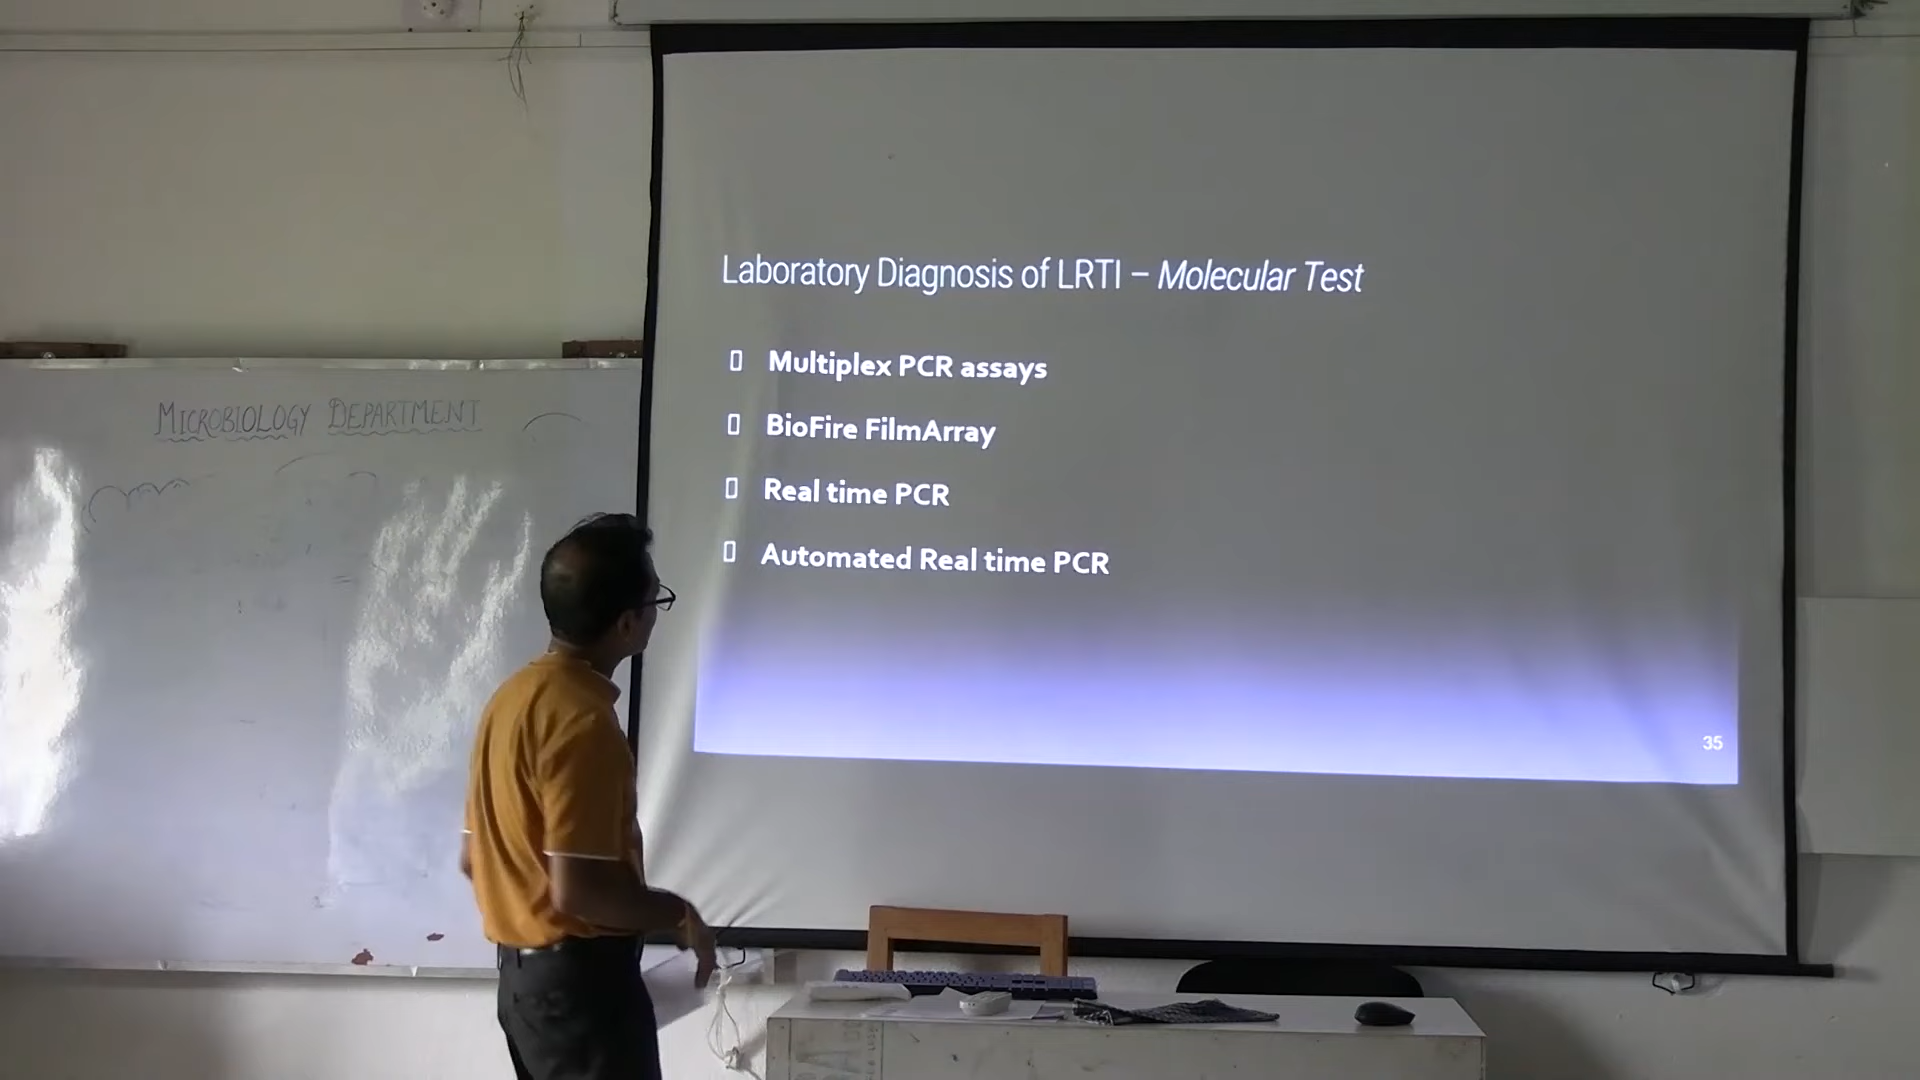 MICROBIOLOGY DEPARTMENT
Laboratory Diagnosis of LRTI – Molecular Test
Multiplex PCR assays
BioFire FilmArray
Real time PCR
Automated Real time PCR
35